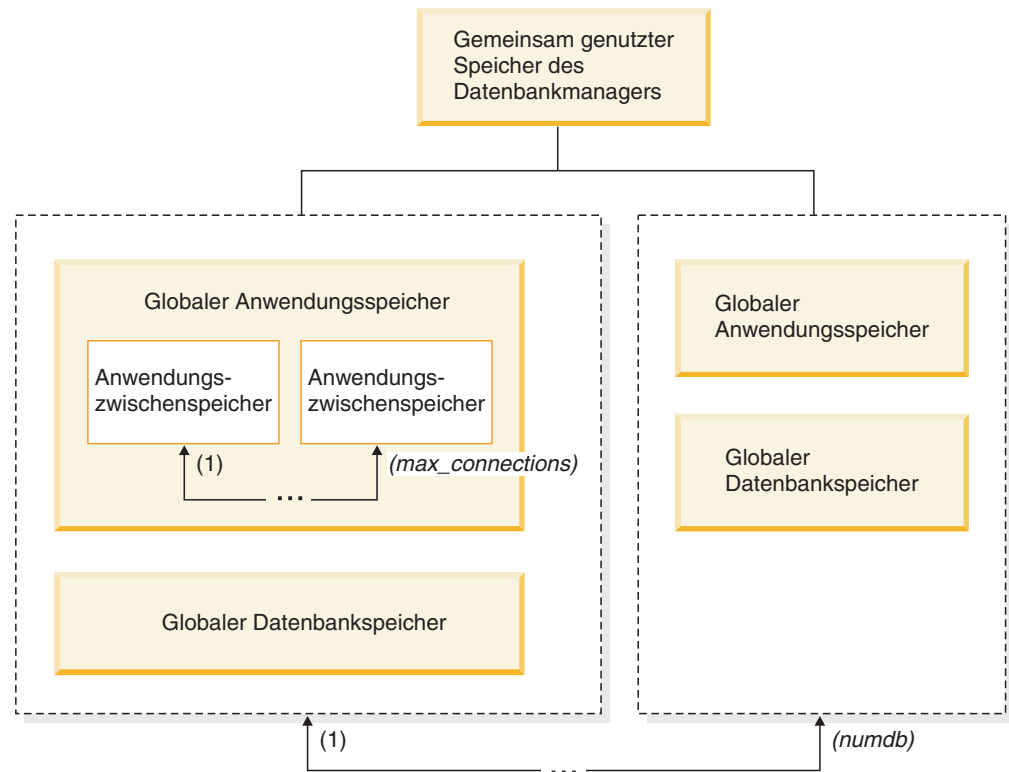 Gemeinsam genutzter
Speicher des
Datenbankmanagers
Globaler Anwendungsspeicher
Anwendungs-
zwischenspeicher
Anwendungs-
zwischenspeicher
(1)
(max_connections)
...
Globaler Datenbankspeicher
Globaler
Anwendungsspeicher
Globaler
Datenbankspeicher
(1)
(numdb)
...